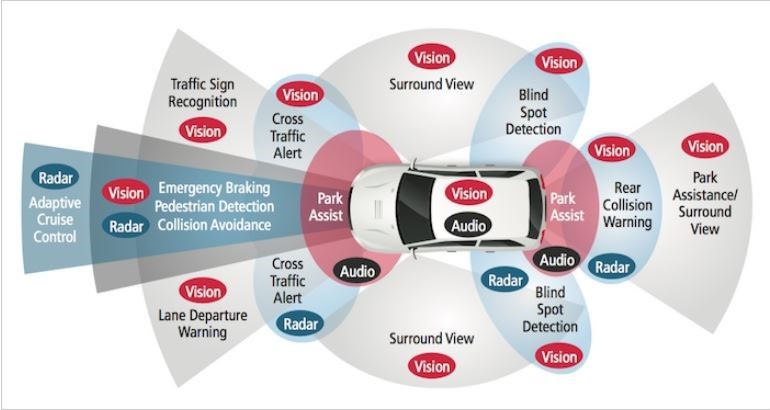 Vision
Surround View
Vision
Blind
Spot
Detection
Traffic Sign
Recognition
Vision
Vision
Cross
Traffic
Alert
Radar
Adaptive
Cruise
Control
Vision
Radar
Emergency Braking
Pedestrian Detection
Collision Avoidance
Park
Assist
Audio
Vision
Audio
Park
Assist
Audio
Vision
Rear
Collision
Warning
Radar
Vision
Park
Assistance/
Surround
View
Vision
Lane Departure
Warning
Cross
Traffic
Alert
Radar
Surround View
Vision
Radar
Blind
Spot
Detection
Vision